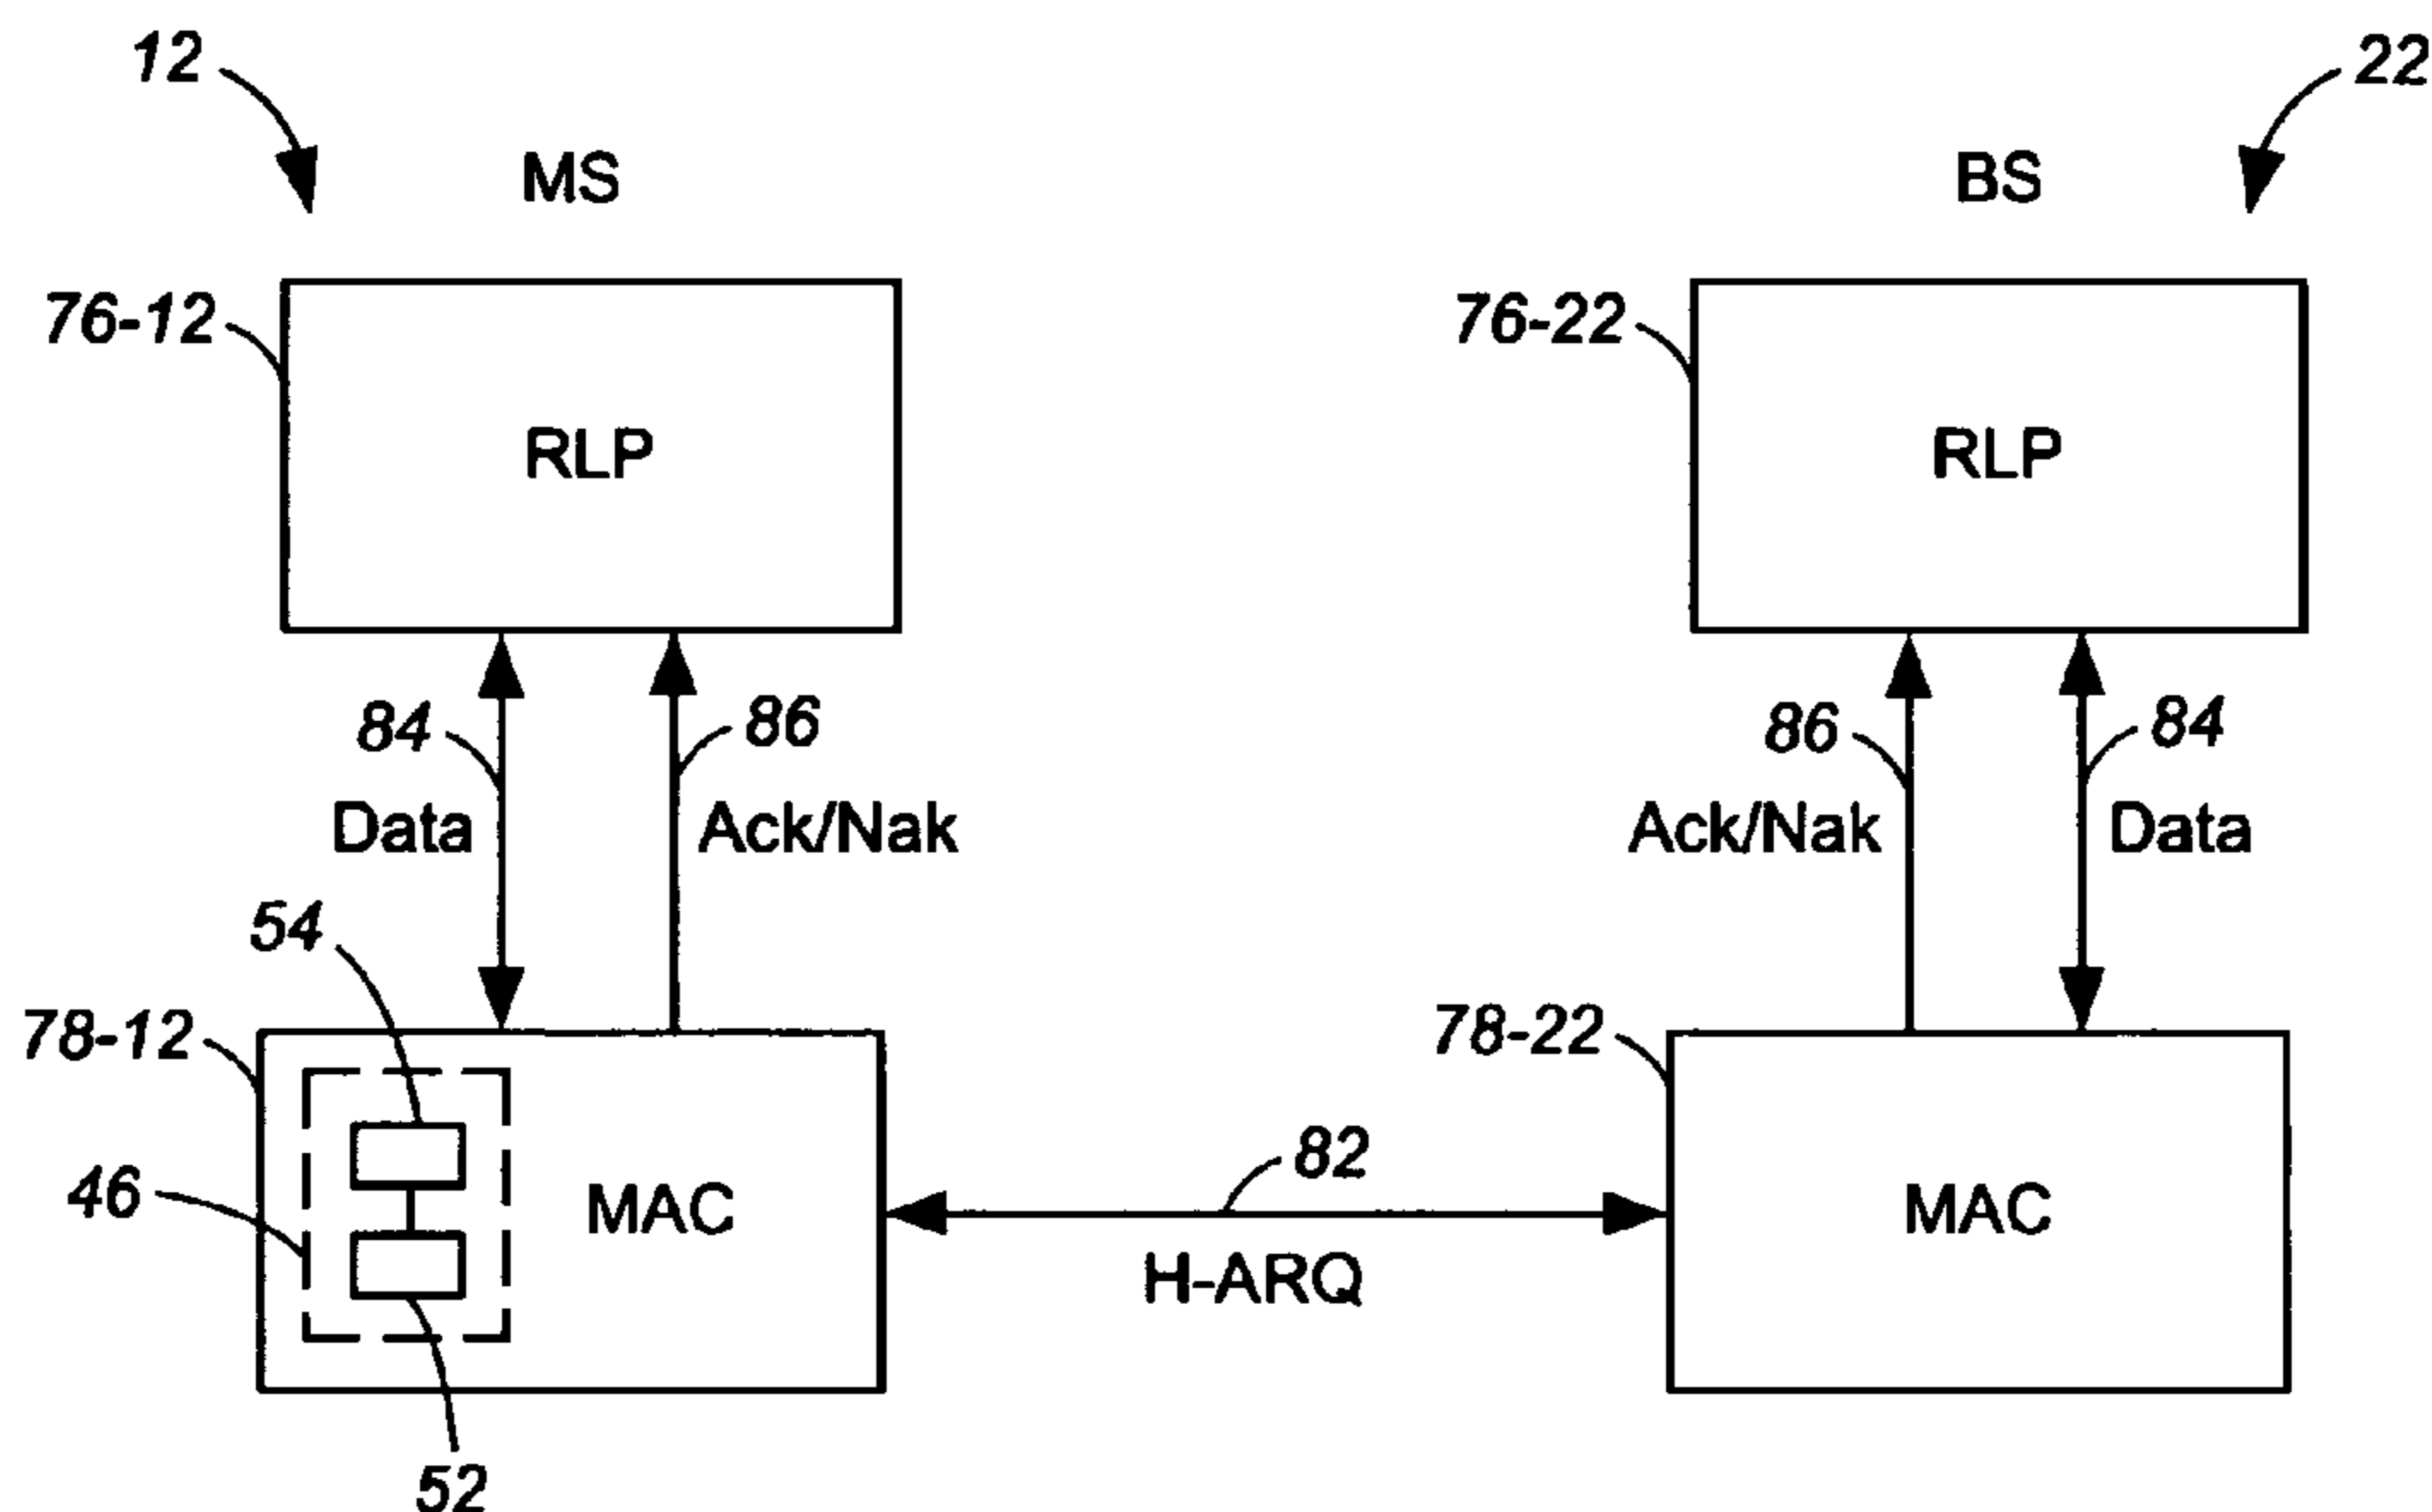 12
22
MS
BS
76-12
76-22
RLP
RLP
84
86
86
84
Data
Ack/Nak
Ack/Nak
Data
54
78-12
78-22
46
MAC
82
MAC
H-ARQ
52